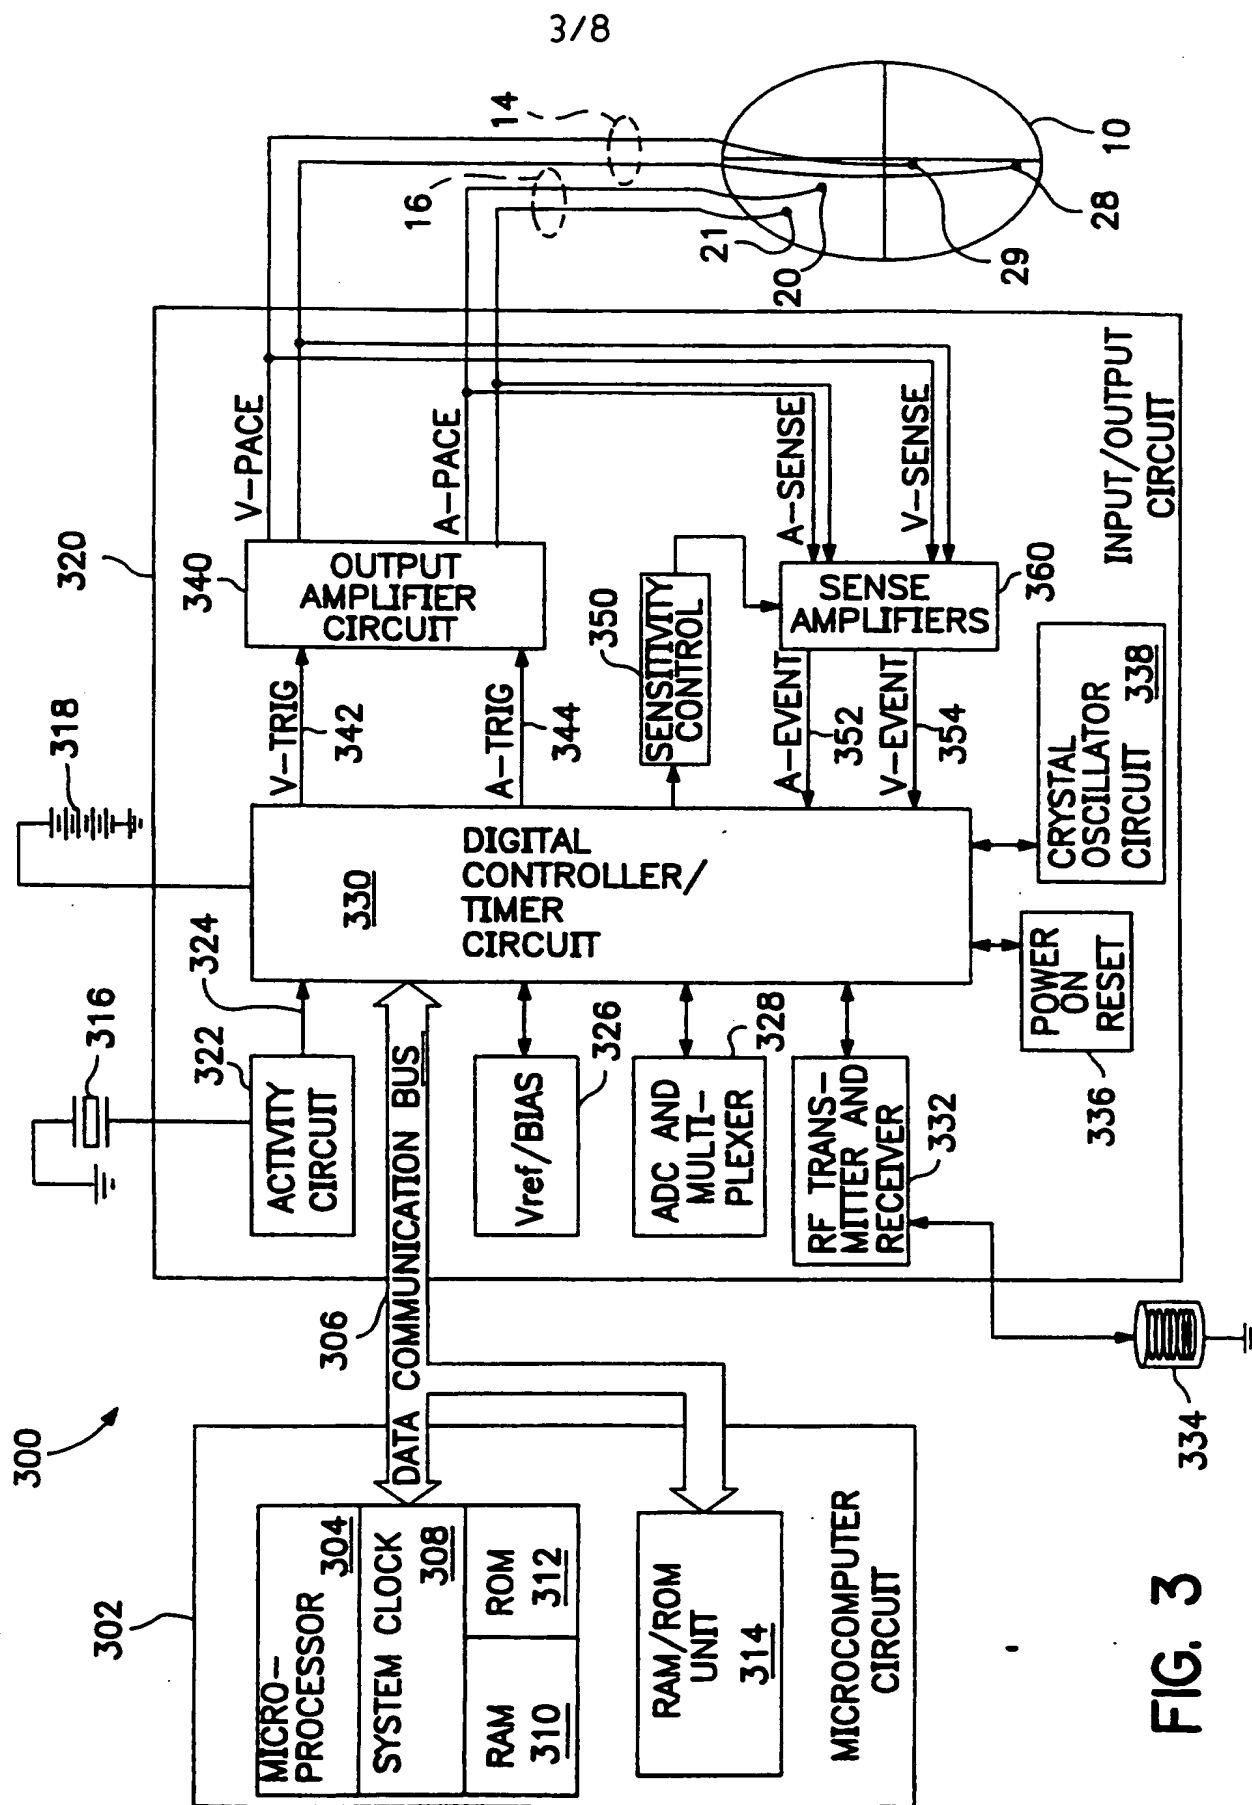 3/8
300
302
MICRO-
PROCESSOR
304
SYSTEM CLOCK
308
RAM
310
ROM
312
RAM/ROM
UNIT
314
MICROCOMPUTER
CIRCUIT
306
DATA COMMUNICATION BUS
316
318
320
322
324
ACTIVITY
CIRCUIT
Vref/BIAS
326
ADC AND
MULTI-
PLEXER
328
RF TRANS-
MITTER AND
RECEIVER
332
334
330
DIGITAL
CONTROLLER/
TIMER
CIRCUIT
POWER
ON
RESET
336
CRYSTAL
OSCILLATOR
CIRCUIT
338
V-TRIG
342
A-TRIG
344
340
OUTPUT
AMPLIFIER
CIRCUIT
350
SENSITIVITY
CONTROL
A-EVENT
352
V-EVENT
354
SENSE
AMPLIFIERS
360
V-PACE
A-PACE
A-SENSE
V-SENSE
INPUT/OUTPUT
CIRCUIT
14
16
21
20
29
28
10
FIG. 3